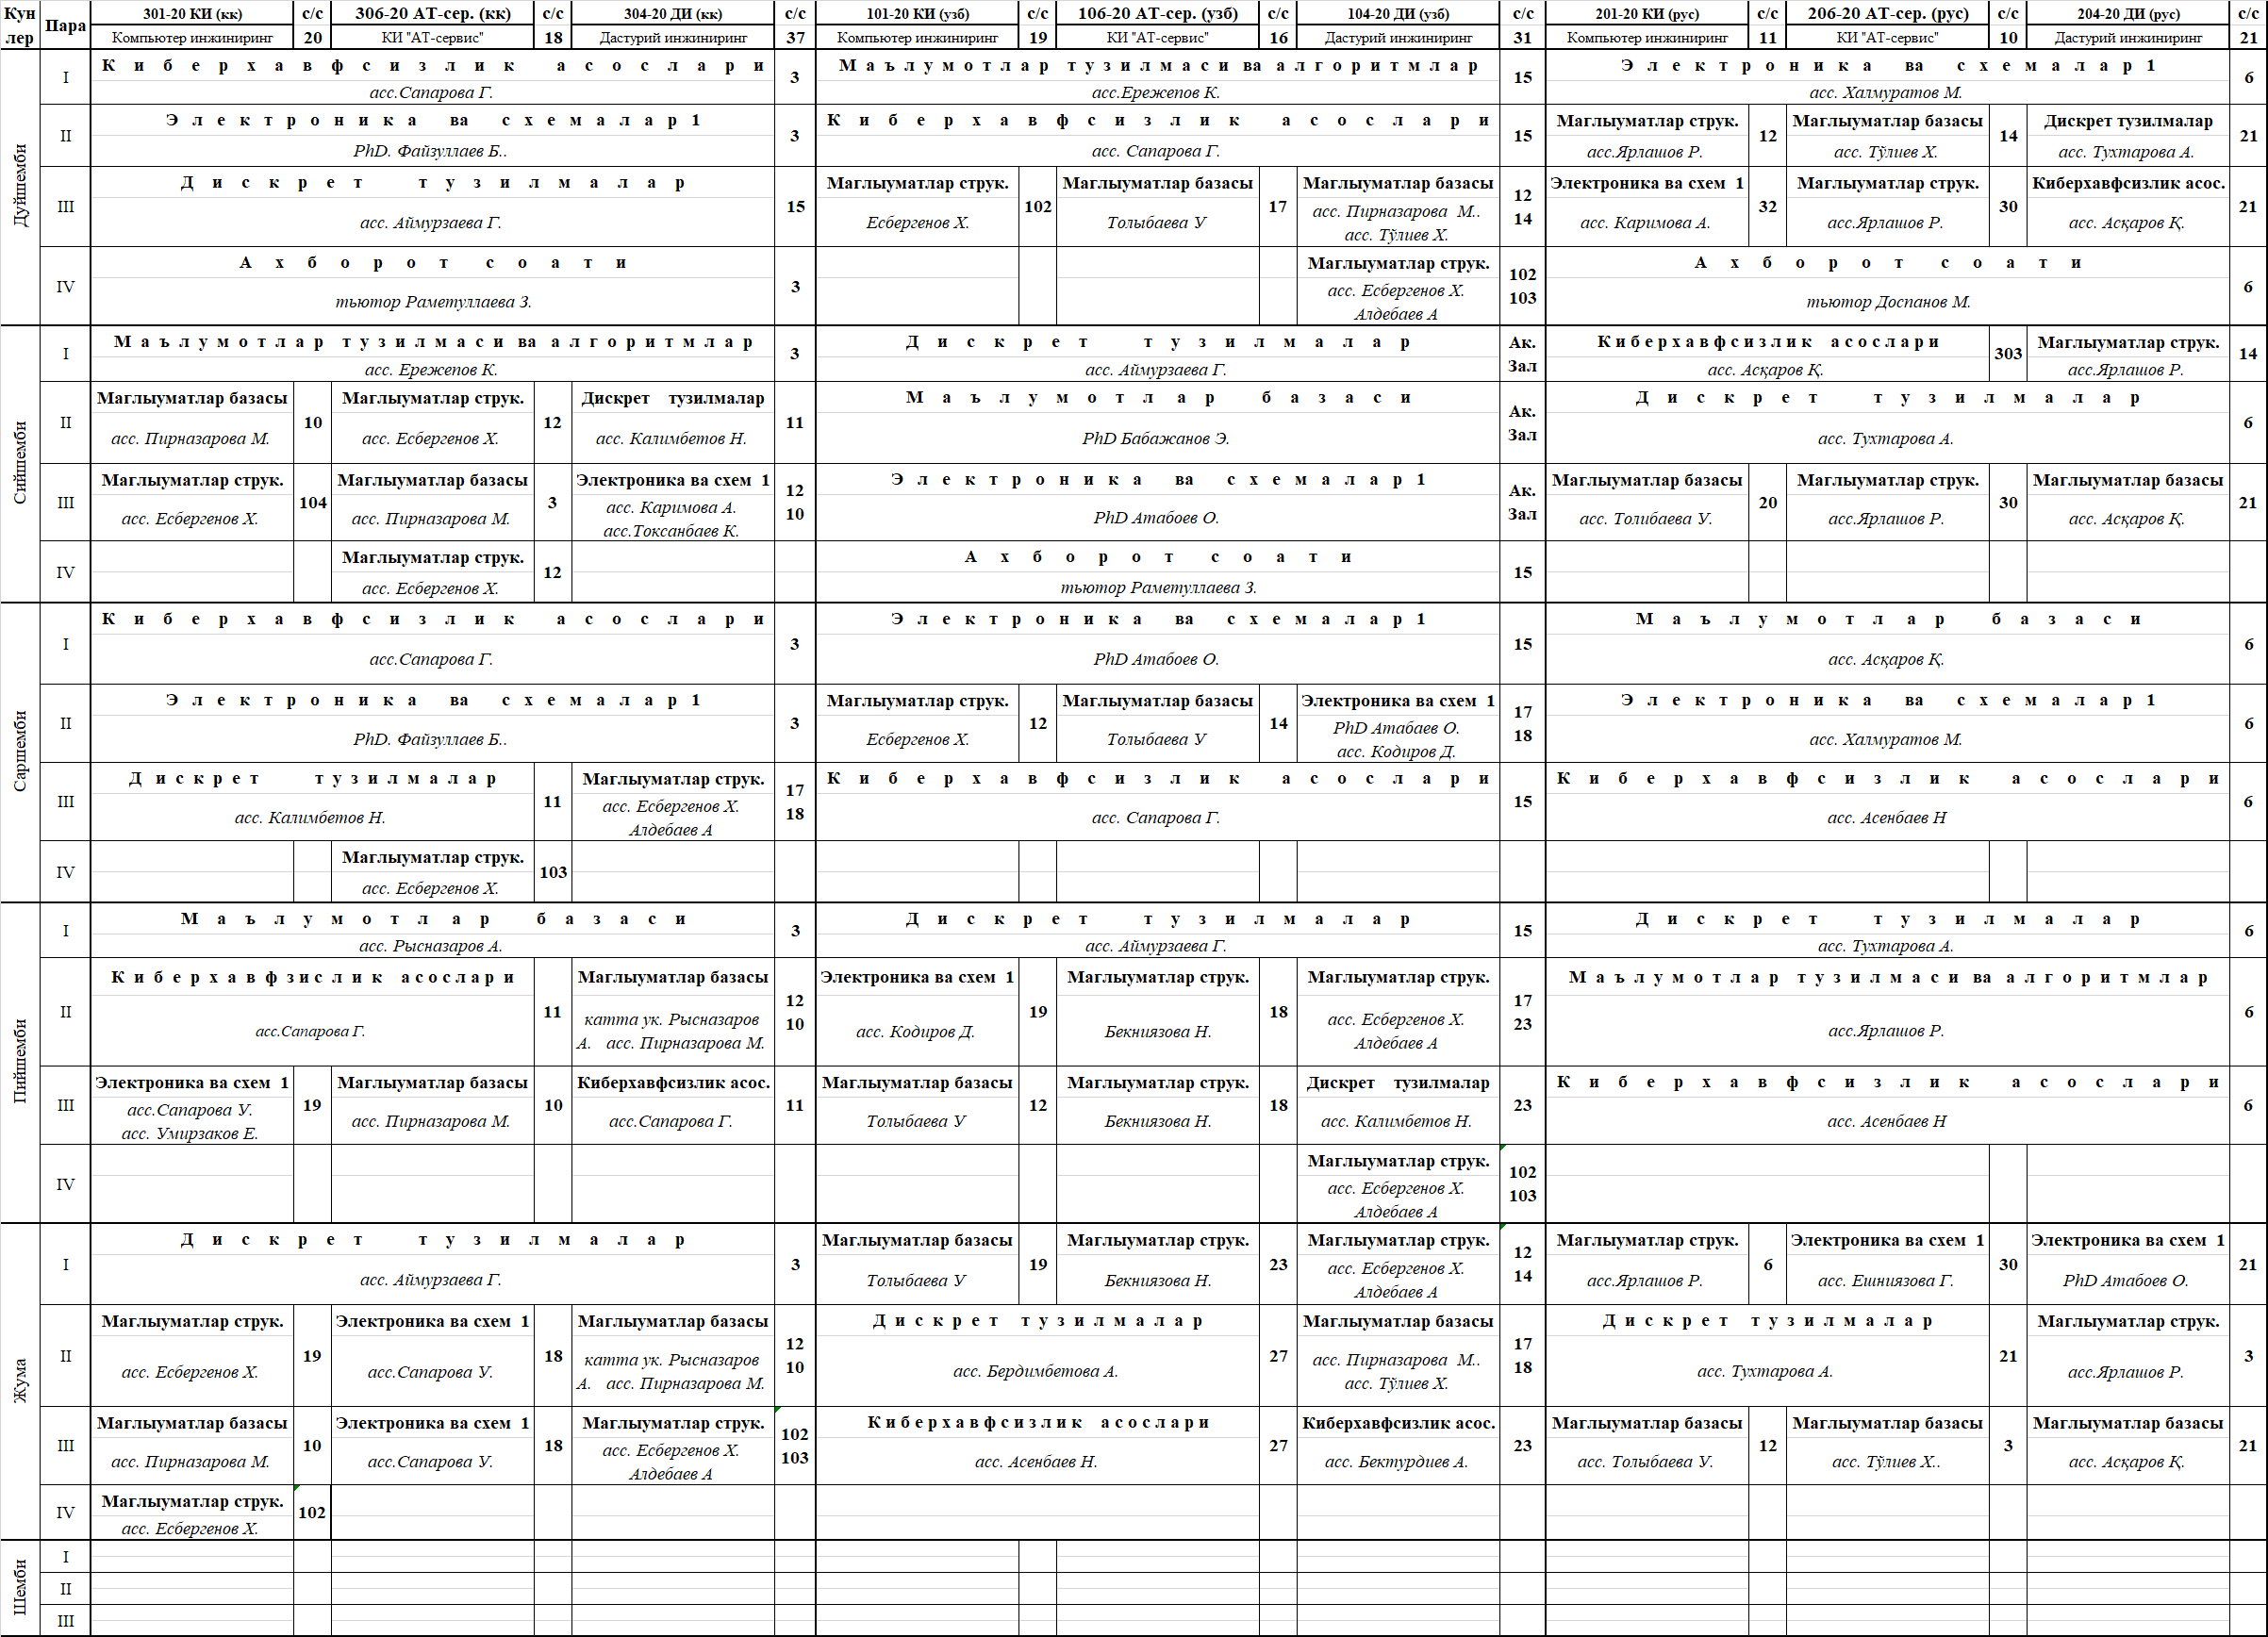 Кун лер Пара 301-20 КИ (кк) с/с 306-20 АТ-сер. (кк) с/с 304-20 ДИ (кк) с/с 101-20 КИ (узб) с/с 106-20 АТ-сер. (узб) с/с 104-20 ДИ (узб) с/с 201-20 КИ (рус) с/с 206-20 АТ-сер. (рус) с/с 204-20 ДИ (рус) с/с
Компьютер инжиниринг 20 КИ "АТ-сервис" 18 Дастурий инжиниринг 37 Компьютер инжиниринг 19 КИ "АТ-сервис" 16 Дастурий инжиниринг 31 Компьютер инжиниринг 11 КИ "АТ-сервис" 10 Дастурий инжиниринг 21
Дуйшемби
I Киберхавфсизлик асослари 3 Маълумотлар тузилмаси ва алгоритмлар 15 Электроника ва схемалар1 6
асс.Сапарова Г. асс.Ережепов К. асс. Халмуратов М.
II Электроника ва схемалар1 3 Киберхавфсизлик асослари 15 Маглыуматлар струк. 12 Маглыуматлар базасы 14 Дискрет тузилмалар 21
PhD. Файзуллаев Б.. асс. Сапарова Г. асс.Ярлашов Р. асс. Тўлиев Х. асс. Тухтарова А.
III Дискрет тузилмалар 15 Маглыуматлар струк. 102 Маглыуматлар базасы 17 Маглыуматлар базасы 12 14 Электроника ва схем 1 32 Маглыуматлар струк. 30 Киберхавфсизлик асос. 21
асс. Аймурзаева Г. Есбергенов Х. Толыбаева У асс. Пирназарова М.. асс. Тўлиев Х. асс. Каримова А. асс.Ярлашов Р. асс. Асқаров Қ.
IV Ахборот соати 3 Маглыуматлар струк. 102 103 Ахборот соати 6
тьютор Раметуллаева З. асс. Есбергенов Х. Алдебаев А тьютор Доспанов М.
Сийшемби
I Маълумотлар тузилмаси ва алгоритмлар 3 Дискрет тузилмалар Ак. Зал Киберхавфсизлик асослари 303 Маглыуматлар струк. 14
асс. Ережепов К. асс. Аймурзаева Г. асс. Асқаров Қ. асс.Ярлашов Р.
II Маглыуматлар базасы 10 Маглыуматлар струк. 12 Дискрет тузилмалар 11 Маълумотлар базаси Ак. Зал Дискрет тузилмалар 6
асс. Пирназарова М. асс. Есбергенов Х. асс. Калимбетов Н. PhD Бабажанов Э. асс. Тухтарова А.
III Маглыуматлар струк. 104 Маглыуматлар базасы 3 Электроника ва схем 1 12 10 Электроника ва схемалар1 Ак. Зал Маглыуматлар базасы 20 Маглыуматлар струк. 30 Маглыуматлар базасы 21
асс. Есбергенов Х. асс. Пирназарова М. асс. Каримова А. асс.Токсанбаев К. PhD Атабоев О. асс. Толибаева У. асс.Ярлашов Р. асс. Асқаров Қ.
IV Маглыуматлар струк. 12 Ахборот соати 15
асс. Есбергенов Х. тьютор Раметуллаева З.
Саршемби
I Киберхавфсизлик асослари 3 Электроника ва схемалар1 15 Маълумотлар базаси 6
асс.Сапарова Г. PhD Атабоев О. асс. Асқаров Қ.
II Электроника ва схемалар1 3 Маглыуматлар струк. 12 Маглыуматлар базасы 14 Электроника ва схем 1 17 18 Электроника ва схемалар1 6
PhD. Файзуллаев Б.. Есбергенов Х. Толыбаева У PhD Атабаев О. асс. Кодиров Д. асс. Халмуратов М.
III Дискрет тузилмалар 11 Маглыуматлар струк. 17 18 Киберхавфсизлик асослари 15 Киберхавфсизлик асослари 6
асс. Калимбетов Н. асс. Есбергенов Х. Алдебаев А асс. Сапарова Г. асс. Асенбаев Н
IV Маглыуматлар струк. 103
асс. Есбергенов Х.
Пийшемби
I Маълумотлар базаси 3 Дискрет тузилмалар 15 Дискрет тузилмалар 6
асс. Рысназаров А. асс. Аймурзаева Г. асс. Тухтарова А.
II Киберхавфзислик асослари 11 Маглыуматлар базасы 12 10 Электроника ва схем 1 19 Маглыуматлар струк. 18 Маглыуматлар струк. 17 23 Маълумотлар тузилмаси ва алгоритмлар 6
асс.Сапарова Г. катта ук. Рысназаров А. асс. Пирназарова М. асс. Кодиров Д. Бекниязова Н. асс. Есбергенов Х. Алдебаев А асс.Ярлашов Р.
III Электроника ва схем 1 19 Маглыуматлар базасы 10 Киберхавфсизлик асос. 11 Маглыуматлар базасы 12 Маглыуматлар струк. 18 Дискрет тузилмалар 23 Киберхавфсизлик асослари 6
асс.Сапарова У. асс. Умирзаков Е. асс. Пирназарова М. асс.Сапарова Г. Толыбаева У Бекниязова Н. асс. Калимбетов Н. асс. Асенбаев Н
IV Маглыуматлар струк. 102 103
асс. Есбергенов Х. Алдебаев А
Жума
I Дискрет тузилмалар 3 Маглыуматлар базасы 19 Маглыуматлар струк. 23 Маглыуматлар струк. 12 14 Маглыуматлар струк. 6 Электроника ва схем 1 30 Электроника ва схем 1 21
асс. Аймурзаева Г. Толыбаева У Бекниязова Н. асс. Есбергенов Х. Алдебаев А асс.Ярлашов Р. асс. Ешниязова Г. PhD Атабоев О.
II Маглыуматлар струк. 19 Электроника ва схем 1 18 Маглыуматлар базасы 12 10 Дискрет тузилмалар 27 Маглыуматлар базасы 17 18 Дискрет тузилмалар 21 Маглыуматлар струк. 3
асс. Есбергенов Х. асс.Сапарова У. катта ук. Рысназаров А. асс. Пирназарова М. асс. Бердимбетова А. асс. Пирназарова М.. асс. Тўлиев Х. асс. Тухтарова А. асс.Ярлашов Р.
III Маглыуматлар базасы 10 Электроника ва схем 1 18 Маглыуматлар струк. 102 103 Киберхавфсизлик асослари 27 Киберхавфсизлик асос. 23 Маглыуматлар базасы 12 Маглыуматлар базасы 3 Маглыуматлар базасы 21
асс. Пирназарова М. асс.Сапарова У. асс. Есбергенов Х. Алдебаев А асс. Асенбаев Н. асс. Бектурдиев А. асс. Толыбаева У. асс. Тўлиев Х.. асс. Асқаров Қ.
IV Маглыуматлар струк. 102
асс. Есбергенов Х.
Шемби
I
II
III